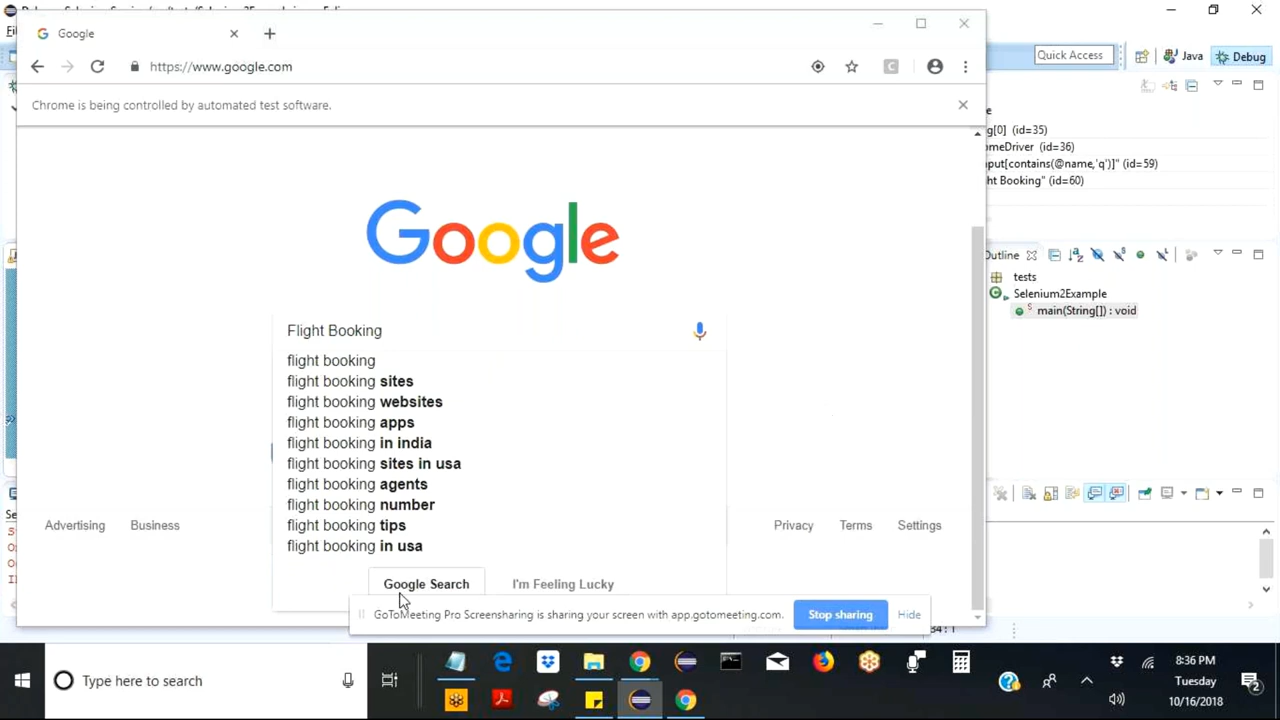 Google
https://www.google.com
Quick Access
Java
Debug
Chrome is being controlled by automated test software.
g[0] (id=35)
omeDriver (id=36)
nput[contains(@name,'q')]" (id=59)
ht Booking" (id=60)
Google
Outline
tests
Selenium2Example
main(String[]) : void
Flight Booking
flight booking
flight booking sites
flight booking websites
flight booking apps
flight booking in india
flight booking sites in usa
flight booking agents
flight booking number
flight booking tips
flight booking in usa
Advertising
Business
Privacy
Terms
Settings
Google Search
I'm Feeling Lucky
GoToMeeting Pro Screensharing is sharing your screen with app.gotomeeting.com.
Stop sharing
Hide
Type here to search
8:36 PM
Tuesday
10/16/2018
2